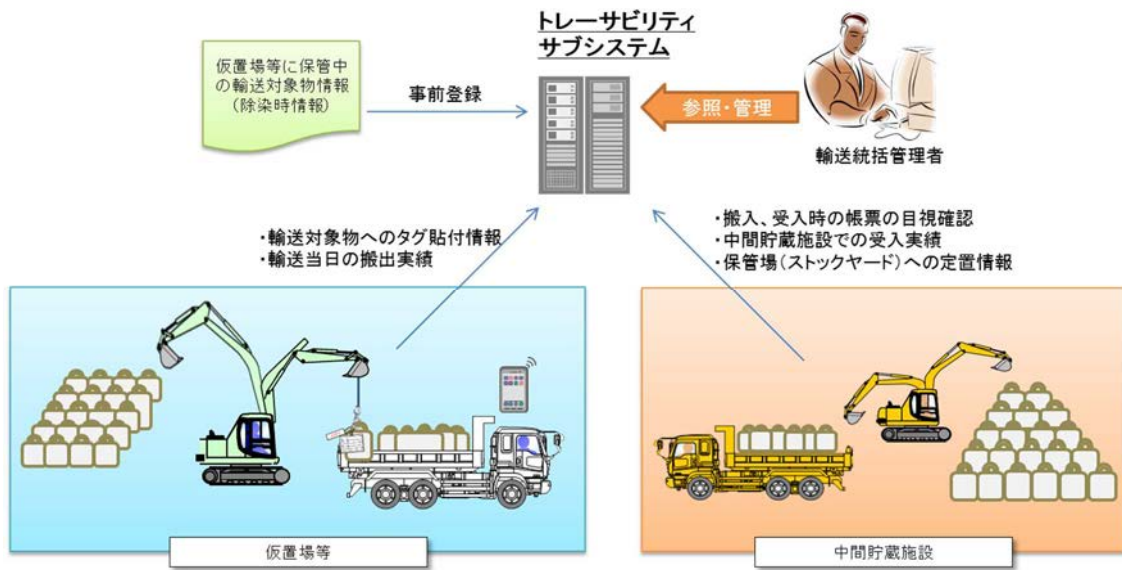 トレーサビリティ
サブシステム
仮置場等に保管中
の輸送対象物情報
(除染時情報)
事前登録
参照・管理
輸送統括管理者
・輸送対象物へのタグ貼付情報
・輸送当日の搬出実績
・搬入、受入時の帳票の目視確認
・中間貯蔵施設での受入実績
・保管場(ストックヤード)への定置情報
仮置場等
中間貯蔵施設